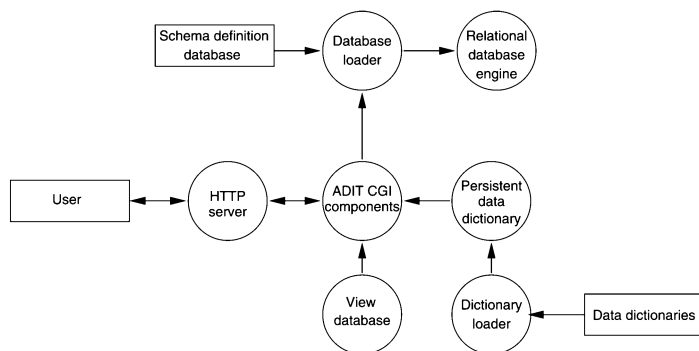 Schema definition
database
Database
loader
Relational
database
engine
User
HTTP
server
ADIT CGI
components
Persistent
data
dictionary
View
database
Dictionary
loader
Data dictionaries